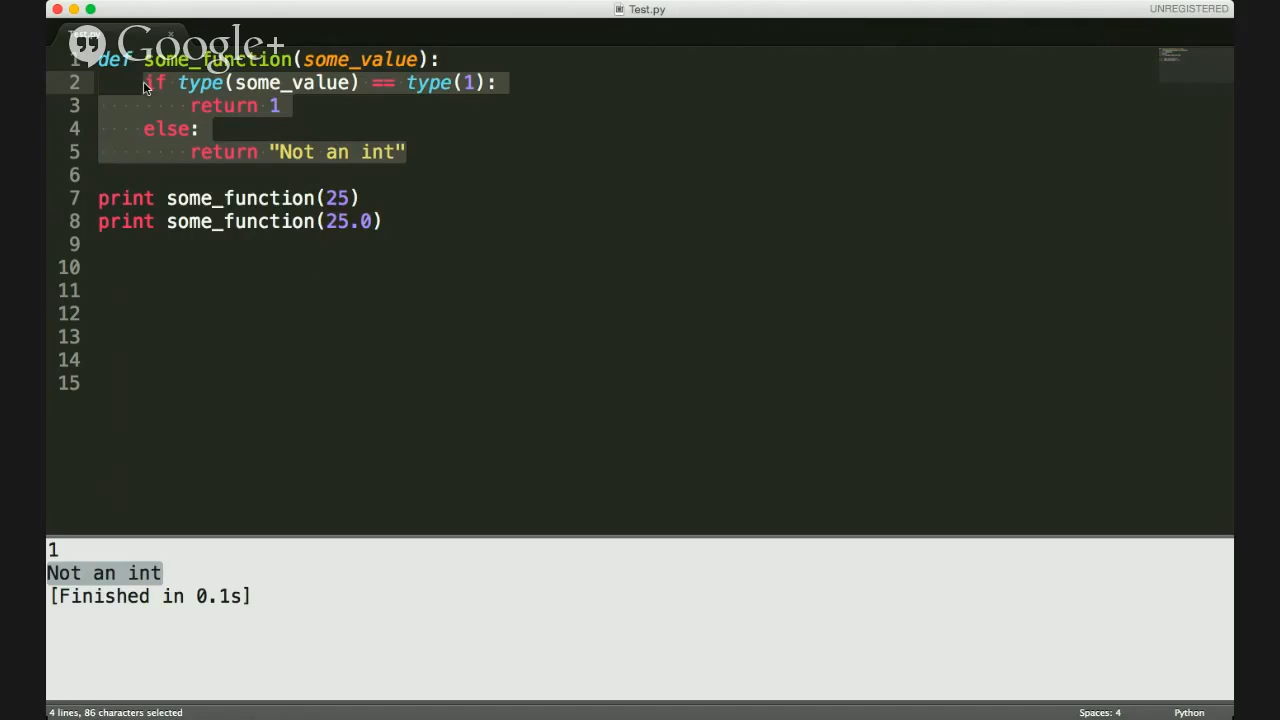 Test.py
UNREGISTERED
Test.py
Google+
1 def some_function(some_value):
2 if type(some_value) == type(1):
3 return 1
4 else:
5 return "Not an int"
6
7 print some_function(25)
8 print some_function(25.0)
9
10
11
12
13
14
15
1
Not an int
[Finished in 0.1s]
4 lines, 86 characters selected
Spaces: 4
Python